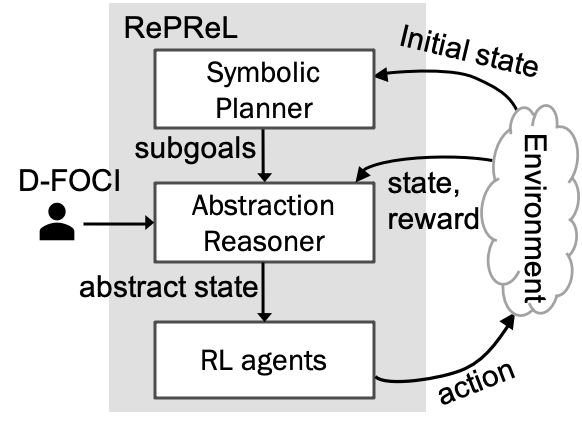 RePReL
Initial state
Symbolic
Planner
subgoals
D-FOCI
Abstraction
Reasoner
state,
reward
Environment
abstract state
RL agents
action